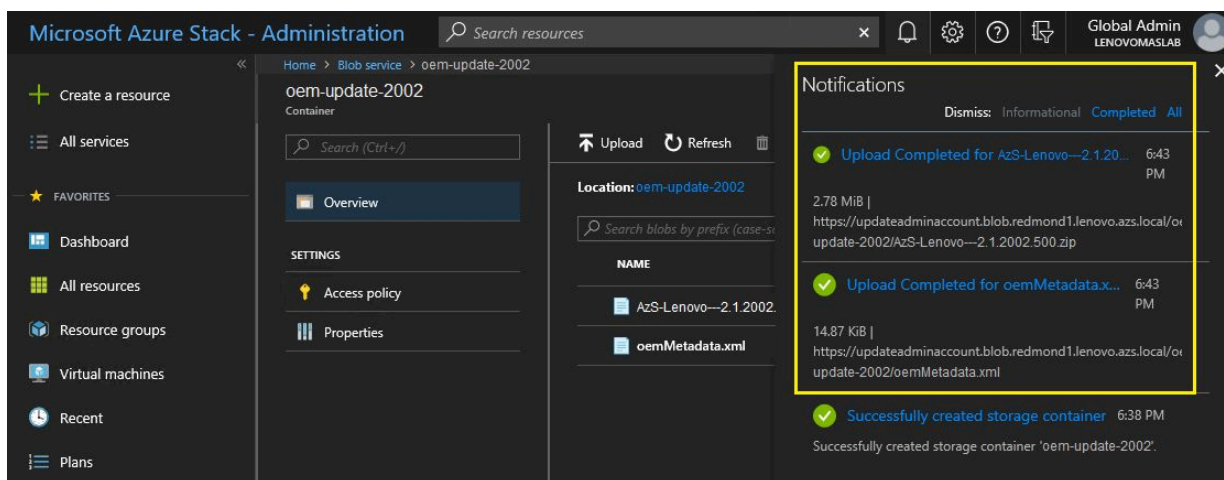 Microsoft Azure Stack - Administration
Search resources
Global Admin
LENOVOMASLAB
Create a resource
All services
FAVORITES
Dashboard
All resources
Resource groups
Virtual machines
Recent
Plans
Home > Blob service > oem-update-2002
oem-update-2002
Container
Search (Ctrl+/)
Overview
SETTINGS
Access policy
Properties
Upload Refresh
Location: oem-update-2002
Search blobs by prefix (case-se
NAME
AzS-Lenovo---2.1.2002.
oemMetadata.xml
Notifications
Dismiss: Informational Completed All
Upload Completed for AzS-Lenovo---2.1.20... 6:43
PM
2.78 MiB |
https://updateadminaccount.blob.redmond1.lenovo.azs.local/oe
update-2002/AzS-Lenovo---2.1.2002.500.zip
Upload Completed for oemMetadata.x... 6:43
PM
14.87 KiB |
https://updateadminaccount.blob.redmond1.lenovo.azs.local/oe
update-2002/oemMetadata.xml
Successfully created storage container 6:38 PM
Successfully created storage container 'oem-update-2002'.